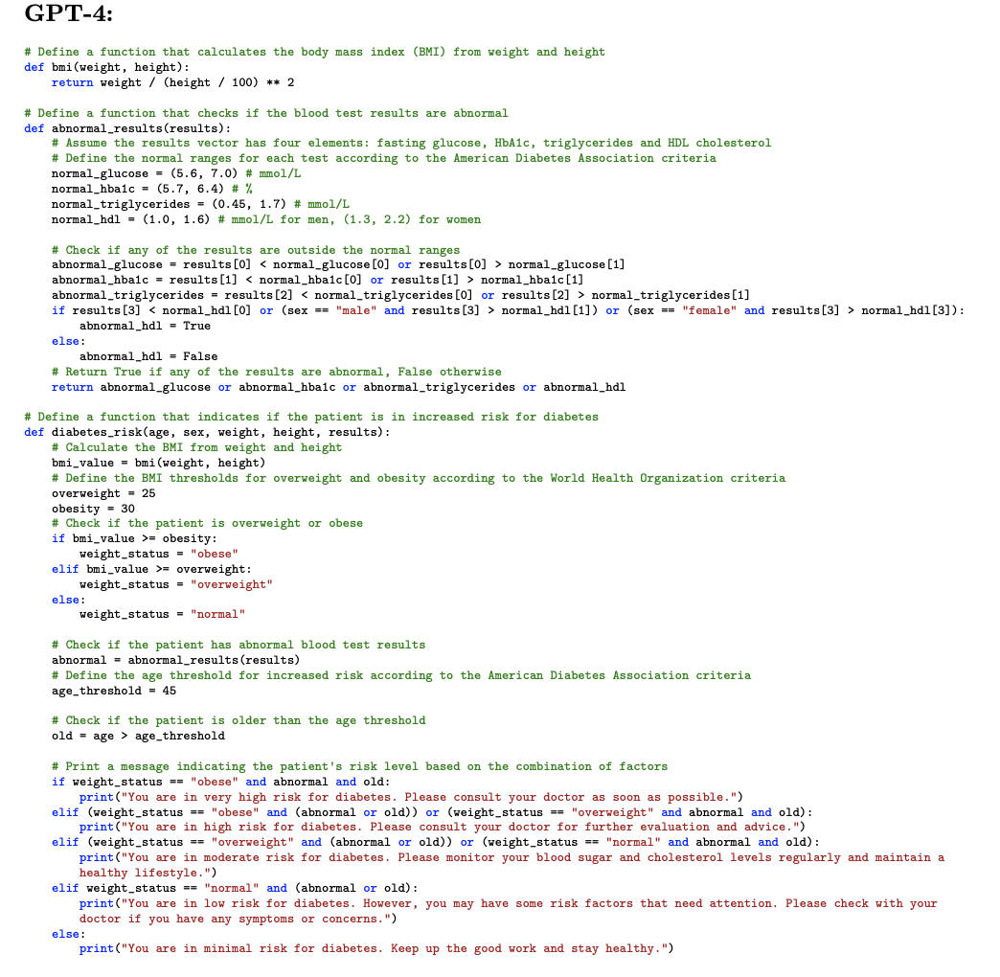 GPT-4:
# Define a function that calculates the body mass index (BMI) from weight and height
def bmi(weight, height):
    return weight / (height / 100) ** 2
# Define a function that checks if the blood test results are abnormal
def abnormal_results(results):
    # Assume the results vector has four elements: fasting glucose, HbA1c, triglycerides and HDL cholesterol
    # Define the normal ranges for each test according to the American Diabetes Association criteria
    normal_glucose = (5.6, 7.0) # mmol/L
    normal_hba1c = (5.7, 6.4) # %
    normal_triglycerides = (0.45, 1.7) # mmol/L
    normal_hdl = (1.0, 1.6) # mmol/L for men, (1.3, 2.2) for women
    # Check if any of the results are outside the normal ranges
    abnormal_glucose = results[0] < normal_glucose[0] or results[0] > normal_glucose[1]
    abnormal_hba1c = results[1] < normal_hba1c[0] or results[1] > normal_hba1c[1]
    abnormal_triglycerides = results[2] < normal_triglycerides[0] or results[2] > normal_triglycerides[1]
    if results[3] < normal_hdl[0] or (sex == "male" and results[3] > normal_hdl[1]) or (sex == "female" and results[3] > normal_hdl[3]):
        abnormal_hdl = True
    else:
        abnormal_hdl = False
    # Return True if any of the results are abnormal, False otherwise
    return abnormal_glucose or abnormal_hba1c or abnormal_triglycerides or abnormal_hdl
# Define a function that indicates if the patient is in increased risk for diabetes
def diabetes_risk(age, sex, weight, height, results):
    # Calculate the BMI from weight and height
    bmi_value = bmi(weight, height)
    # Define the BMI thresholds for overweight and obesity according to the World Health Organization criteria
    overweight = 25
    obesity = 30
    # Check if the patient is overweight or obese
    if bmi_value >= obesity:
        weight_status = "obese"
    elif bmi_value >= overweight:
        weight_status = "overweight"
    else:
        weight_status = "normal"
    # Check if the patient has abnormal blood test results
    abnormal = abnormal_results(results)
    # Define the age threshold for increased risk according to the American Diabetes Association criteria
    age_threshold = 45
    # Check if the patient is older than the age threshold
    old = age > age_threshold
    # Print a message indicating the patient's risk level based on the combination of factors
    if weight_status == "obese" and abnormal and old:
        print("You are in very high risk for diabetes. Please consult your doctor as soon as possible.")
    elif (weight_status == "obese" and (abnormal or old)) or (weight_status == "overweight" and abnormal and old):
        print("You are in high risk for diabetes. Please consult your doctor for further evaluation and advice.")
    elif (weight_status == "overweight" and (abnormal or old)) or (weight_status == "normal" and abnormal and old):
        print("You are in moderate risk for diabetes. Please monitor your blood sugar and cholesterol levels regularly and maintain a
        healthy lifestyle.")
    elif weight_status == "normal" and (abnormal or old):
        print("You are in low risk for diabetes. However, you may have some risk factors that need attention. Please check with your
        doctor if you have any symptoms or concerns.")
    else:
        print("You are in minimal risk for diabetes. Keep up the good work and stay healthy.")